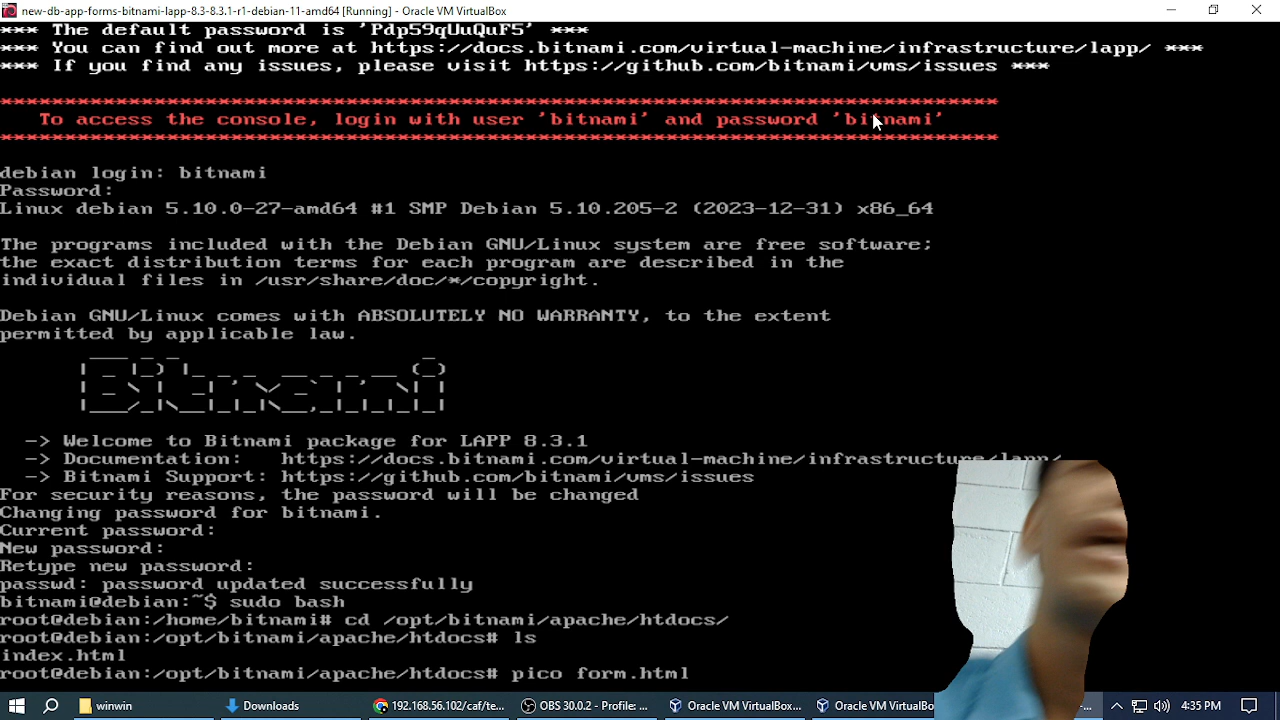 new-db-app-forms-bitnami-lapp-8.3-8.3.1-r1-debian-11-amd64 [Running] - Oracle VM VirtualBox
*** The default password is 'Pdp59qUuQuF5' ***
*** You can find out more at https://docs.bitnami.com/virtual-machine/infrastructure/lapp/ ***
*** If you find any issues, please visit https://github.com/bitnami/vms/issues ***
To access the console, login with user 'bitnami' and password 'bitnami'
debian login: bitnami
Password:
Linux debian 5.10.0-27-amd64 #1 SMP Debian 5.10.205-2 (2023-12-31) x86_64
The programs included with the Debian GNU/Linux system are free software;
the exact distribution terms for each program are described in the
individual files in /usr/share/doc/*/copyright.
Debian GNU/Linux comes with ABSOLUTELY NO WARRANTY, to the extent
permitted by applicable law.
Bitnami
-> Welcome to Bitnami package for LAPP 8.3.1
-> Documentation:   https://docs.bitnami.com/virtual-machine/infrastructure/lapp/
-> Bitnami Support: https://github.com/bitnami/vms/issues
For security reasons, the password will be changed
Changing password for bitnami.
Current password:
New password:
Retype new password:
passwd: password updated successfully
bitnami@debian:~$ sudo bash
root@debian:/home/bitnami# cd /opt/bitnami/apache/htdocs/
root@debian:/opt/bitnami/apache/htdocs# ls
index.html
root@debian:/opt/bitnami/apache/htdocs# pico form.html
winwin
Downloads
192.168.56.102/caf/te...
OBS 30.0.2 - Profile: ...
Oracle VM VirtualBox...
Oracle VM VirtualBo
4:35 PM